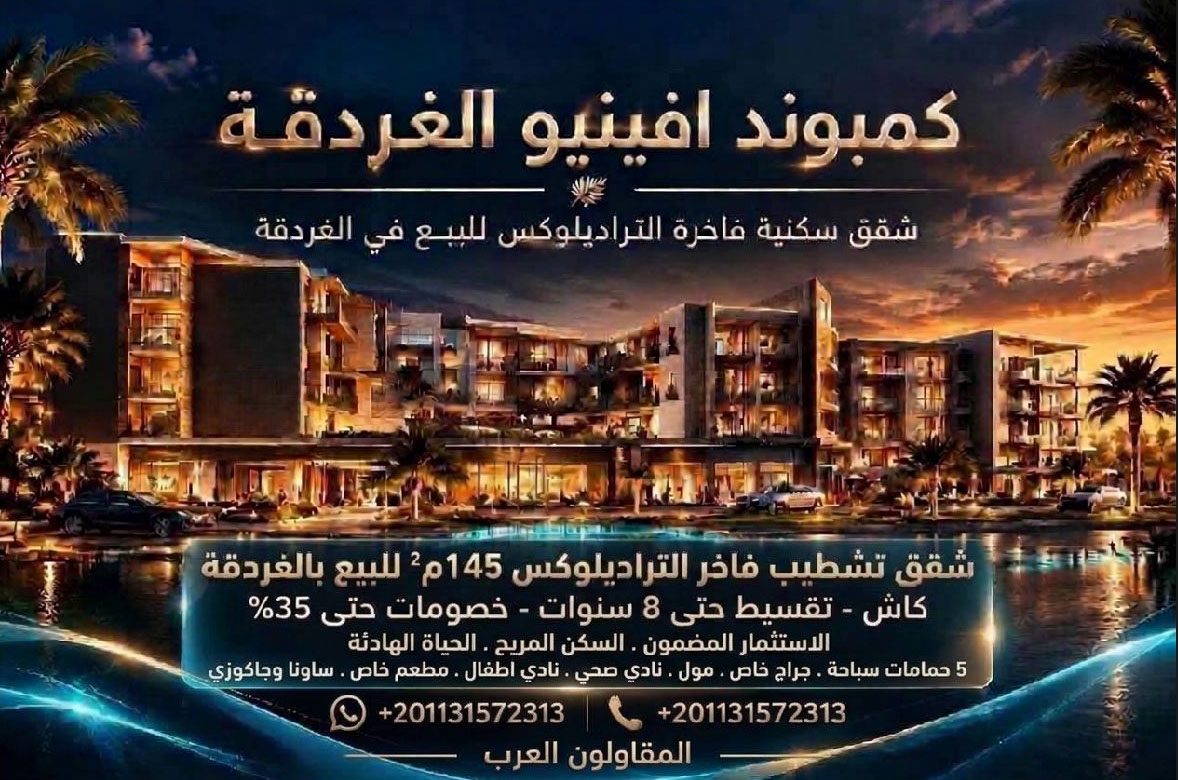 كمبوند افينيو الغردقة
شقق سكنية فاخرة التراديلوكس للبيع في الغردقة
شقق تشطيب فاخر التراديلوكس 145م² للبيع بالغردقة
كاش - تقسيط حتى 8 سنوات - خصومات حتى 35%
الاستثمار المضمون . السكن المريح . الحياة الهادئة
5 حمامات سباحة . جراج خاص . مول . نادي صحي . نادي اطفال . مطعم خاص . ساونا وجاكوزي
+201131572313 +201131572313
المقاولون العرب